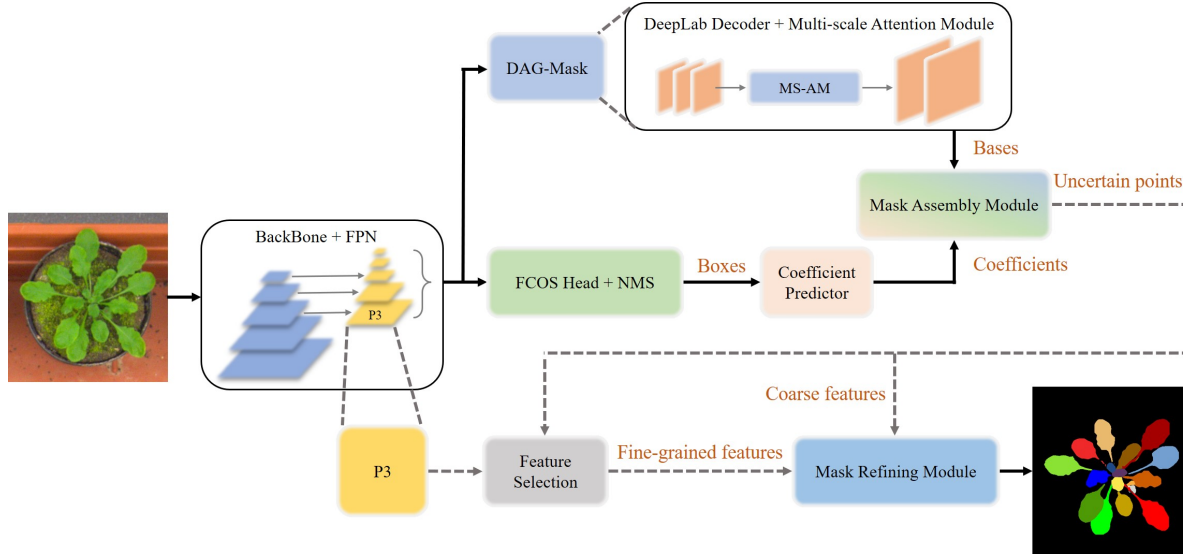 DeepLab Decoder + Multi-scale Attention Module
DAG-Mask
MS-AM
Bases
Uncertain points
Mask Assembly Module
BackBone + FPN
P3
FCOS Head + NMS
Boxes
Coefficient
Predictor
Coefficients
Coarse features
P3
Feature
Selection
Fine-grained features
Mask Refining Module